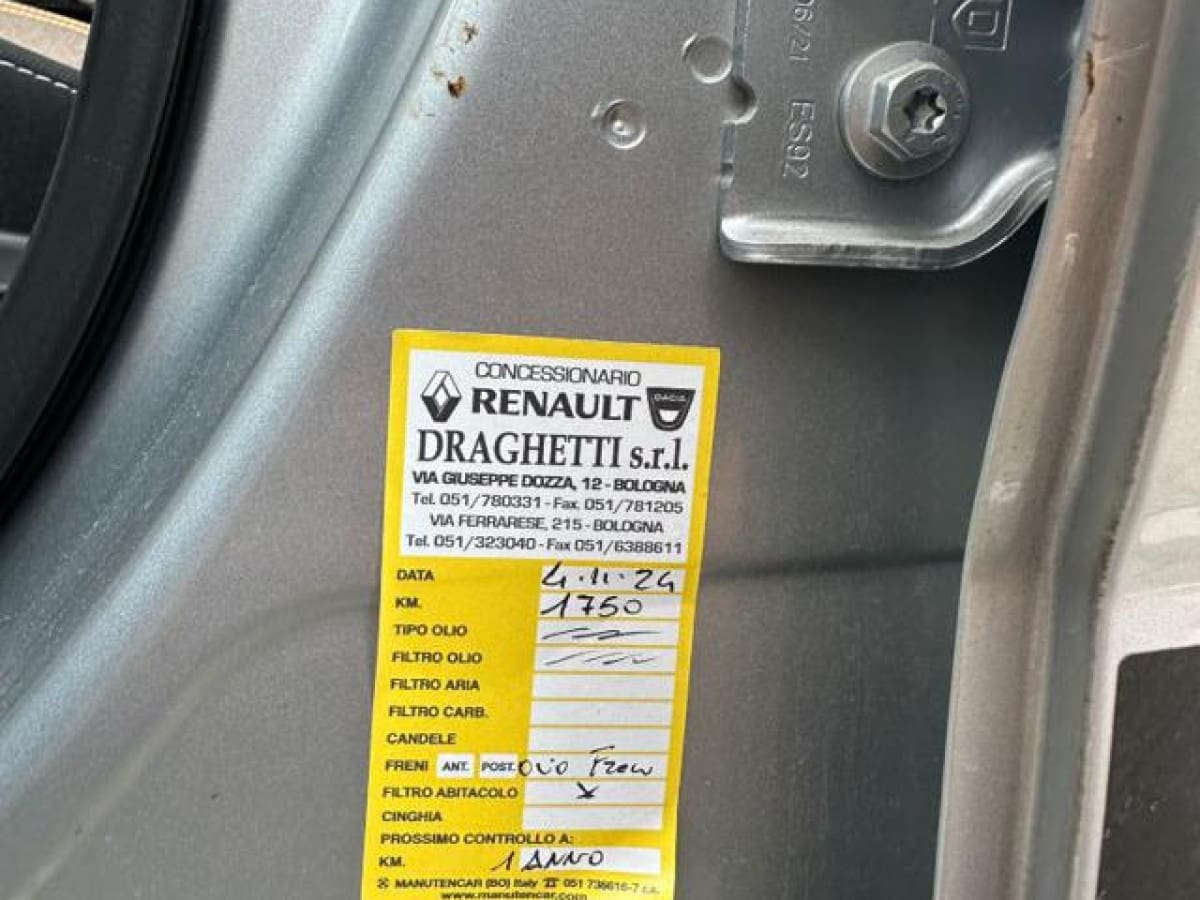 06/21 ES92
D
CONCESSIONARIO
RENAULT DACIA
DRAGHETTI s.r.l.
VIA GIUSEPPE DOZZA, 12 - BOLOGNA
Tel. 051/780331 - Fax. 051/781205
VIA FERRARESE, 215 - BOLOGNA
Tel. 051/323040 - Fax 051/6388611
DATA 4.11.24
KM. 1750
TIPO OLIO
FILTRO OLIO
FILTRO ARIA
FILTRO CARB.
CANDELE
FRENI ANT. POST. OLIO FRENI
FILTRO ABITACOLO X
CINGHIA
PROSSIMO CONTROLLO A:
KM. 1 ANNO
MANUTENCAR (BO) Italy 051 736616-7 r.a.
www.manutencar.com